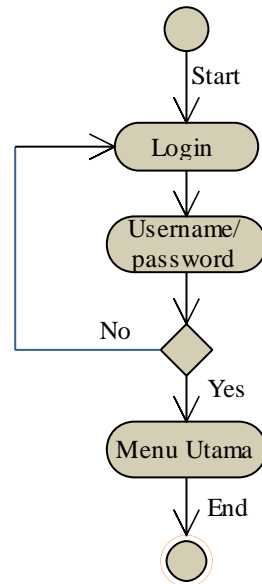 Start
Login
Username/
password
No
Yes
Menu Utama
End